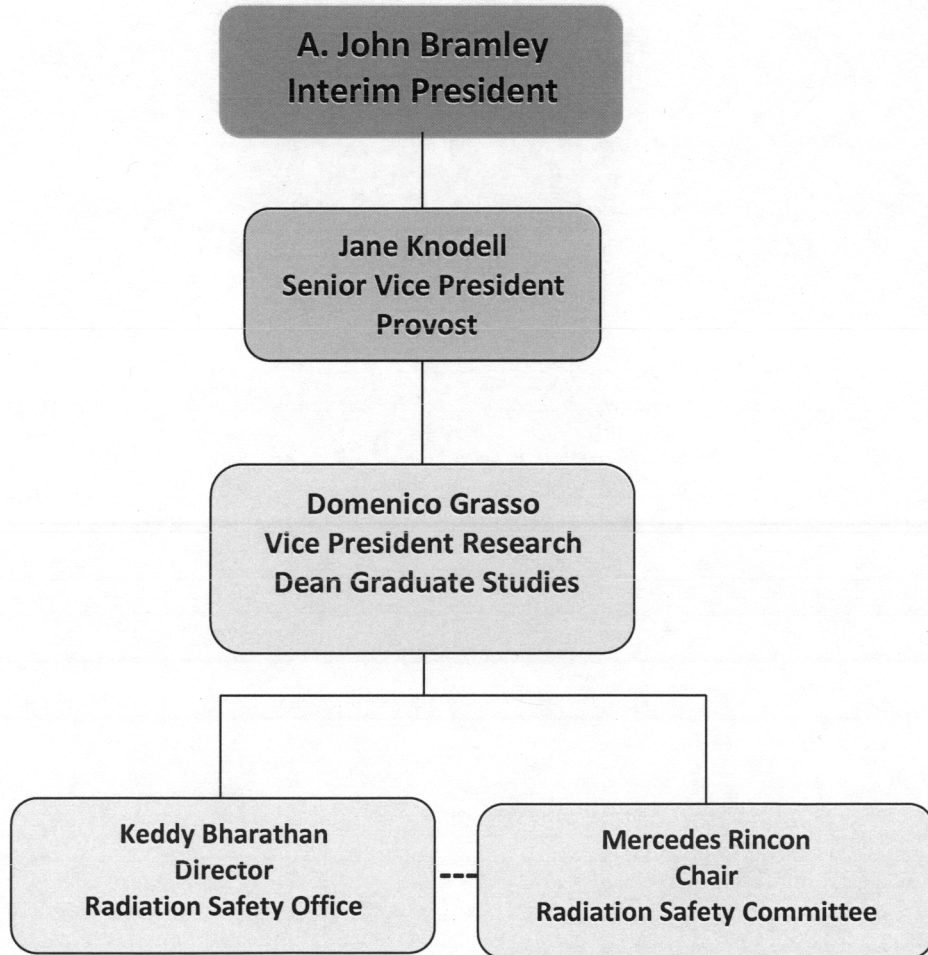 A. John Bramley
Interim President
Jane Knodell
Senior Vice President
Provost
Domenico Grasso
Vice President Research
Dean Graduate Studies
Keddy Bharathan
Director
Radiation Safety Office
Mercedes Rincon
Chair
Radiation Safety Committee